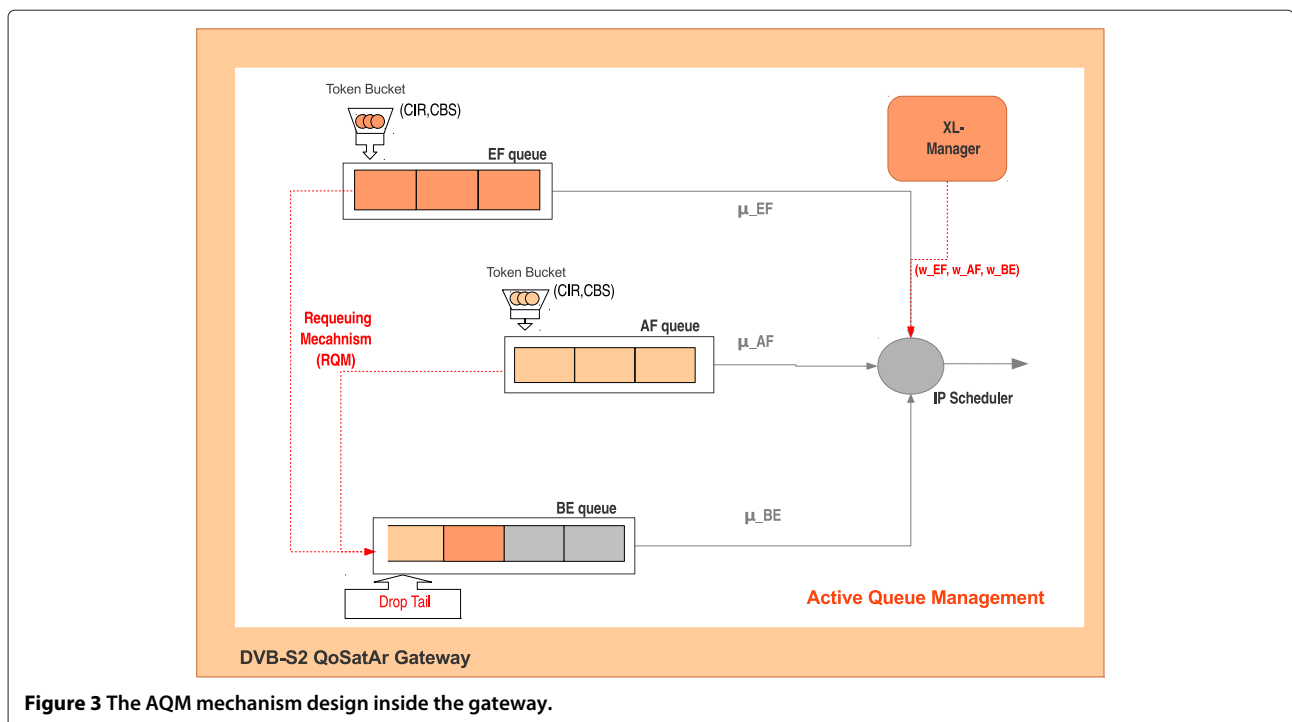 Token Bucket
(CIR,CBS)
EF queue
XL-
Manager
μ_EF
(w_EF, w_AF, w_BE)
Token Bucket
(CIR,CBS)
Requeuing
Mecahnism
(RQM)
AF queue
μ_AF
IP Scheduler
BE queue
μ_BE
Drop Tail
Active Queue Management
DVB-S2 QoSatAr Gateway
Figure 3 The AQM mechanism design inside the gateway.